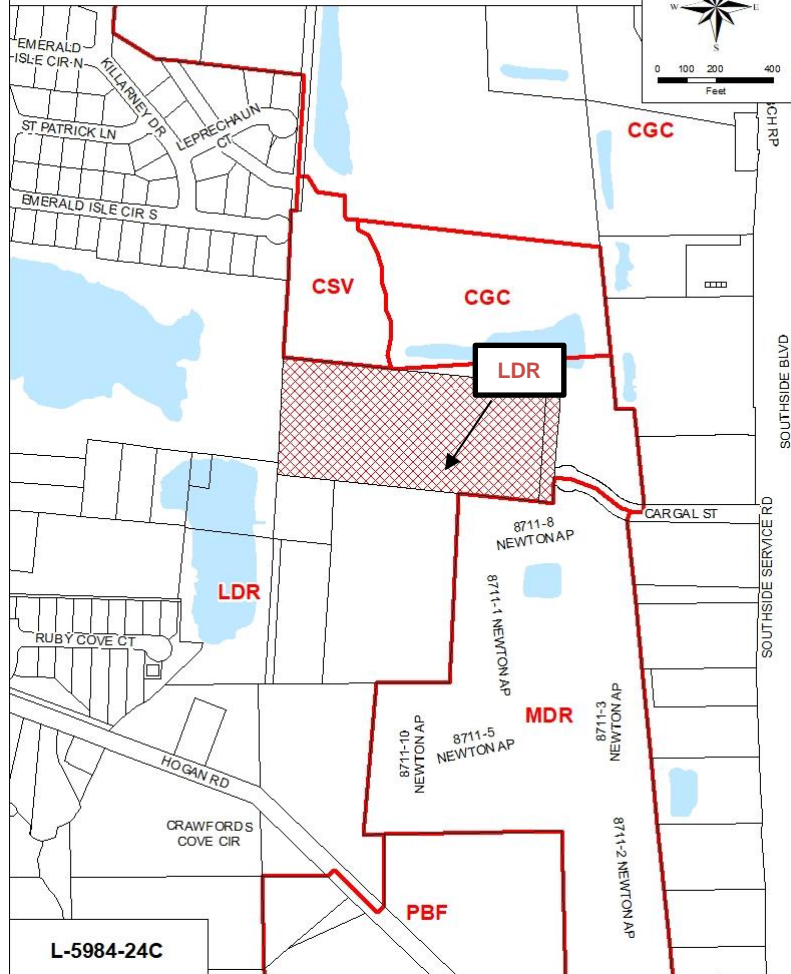 W E
S
0 100 200 400
Feet
EMERALD
ISLE CIR N
KILLARNEY DR
ST PATRICK LN
LEPRECHAUN
CT
CGC
EMERALD ISLE CIR S
CSV
CGC
LDR
SOUTHSIDE BLVD
CARGAL ST
8711-8
NEWTON AP
SOUTHSIDE SERVICE RD
LDR
8711-1 NEWTON AP
RUBY COVE CT
MDR
8711-3
NEWTON AP
8711-10
NEWTON AP
8711-5
NEWTON AP
HOGAN RD
CRAWFORDS
COVE CIR
8711-2 NEWTON AP
PBF
L-5984-24C